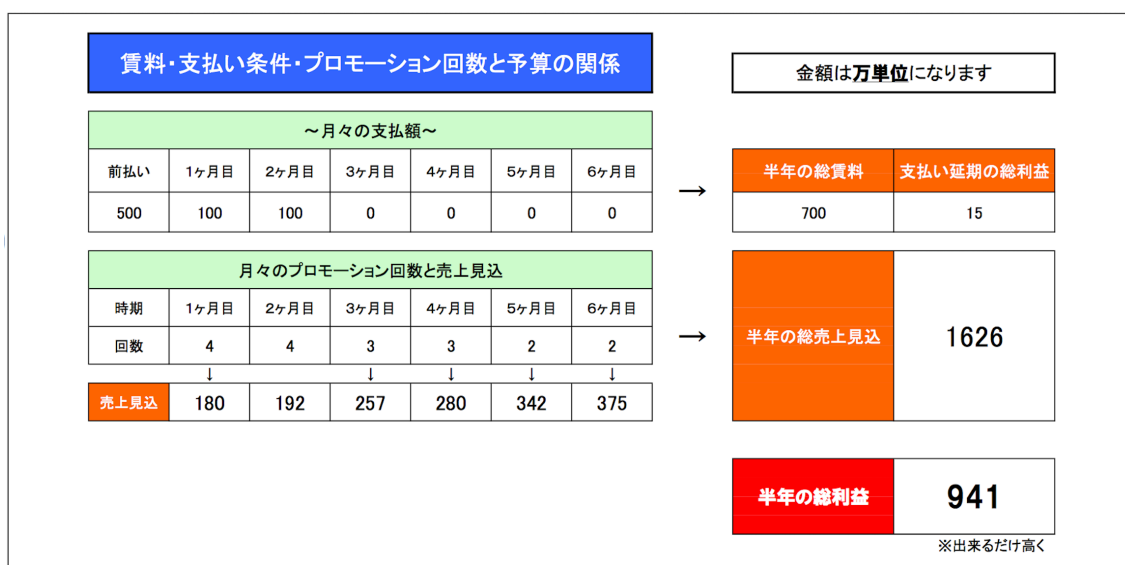 賃料・支払い条件・プロモーション回数と予算の関係
金額は万単位になります
～月々の支払額～
前払い 1ヶ月目 2ヶ月目 3ヶ月目 4ヶ月目 5ヶ月目 6ヶ月目
500 100 100 0 0 0 0
→
半年の総賃料 支払い延期の総利益
700 15
月々のプロモーション回数と売上見込
時期 1ヶ月目 2ヶ月目 3ヶ月目 4ヶ月目 5ヶ月目 6ヶ月目
回数 4 4 3 3 2 2
↓ ↓ ↓ ↓ ↓
売上見込 180 192 257 280 342 375
→
半年の総売上見込 1626
半年の総利益 941
※出来るだけ高く